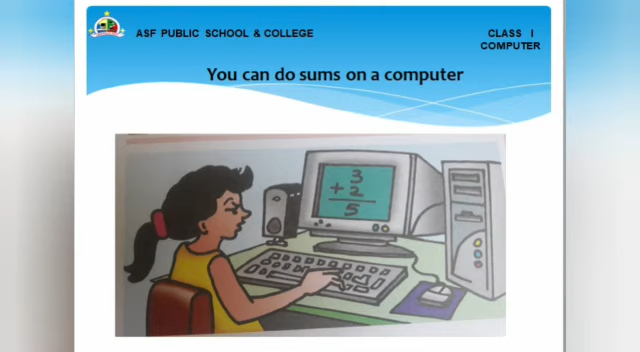 ASF PUBLIC SCHOOL & COLLEGE
CLASS I
COMPUTER
You can do sums on a computer
3
+ 2
5